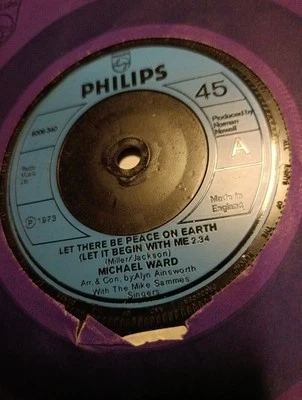 PHILIPS
45
Produced by
Norman
Newell
A
Made in
England
℗ 1973
LET THERE BE PEACE ON EARTH
(LET IT BEGIN WITH ME 2.34
(Miller/Jackson)
MICHAEL WARD
Arr. & Con. by Alyn Ainsworth
With The Mike Sammes
Singers